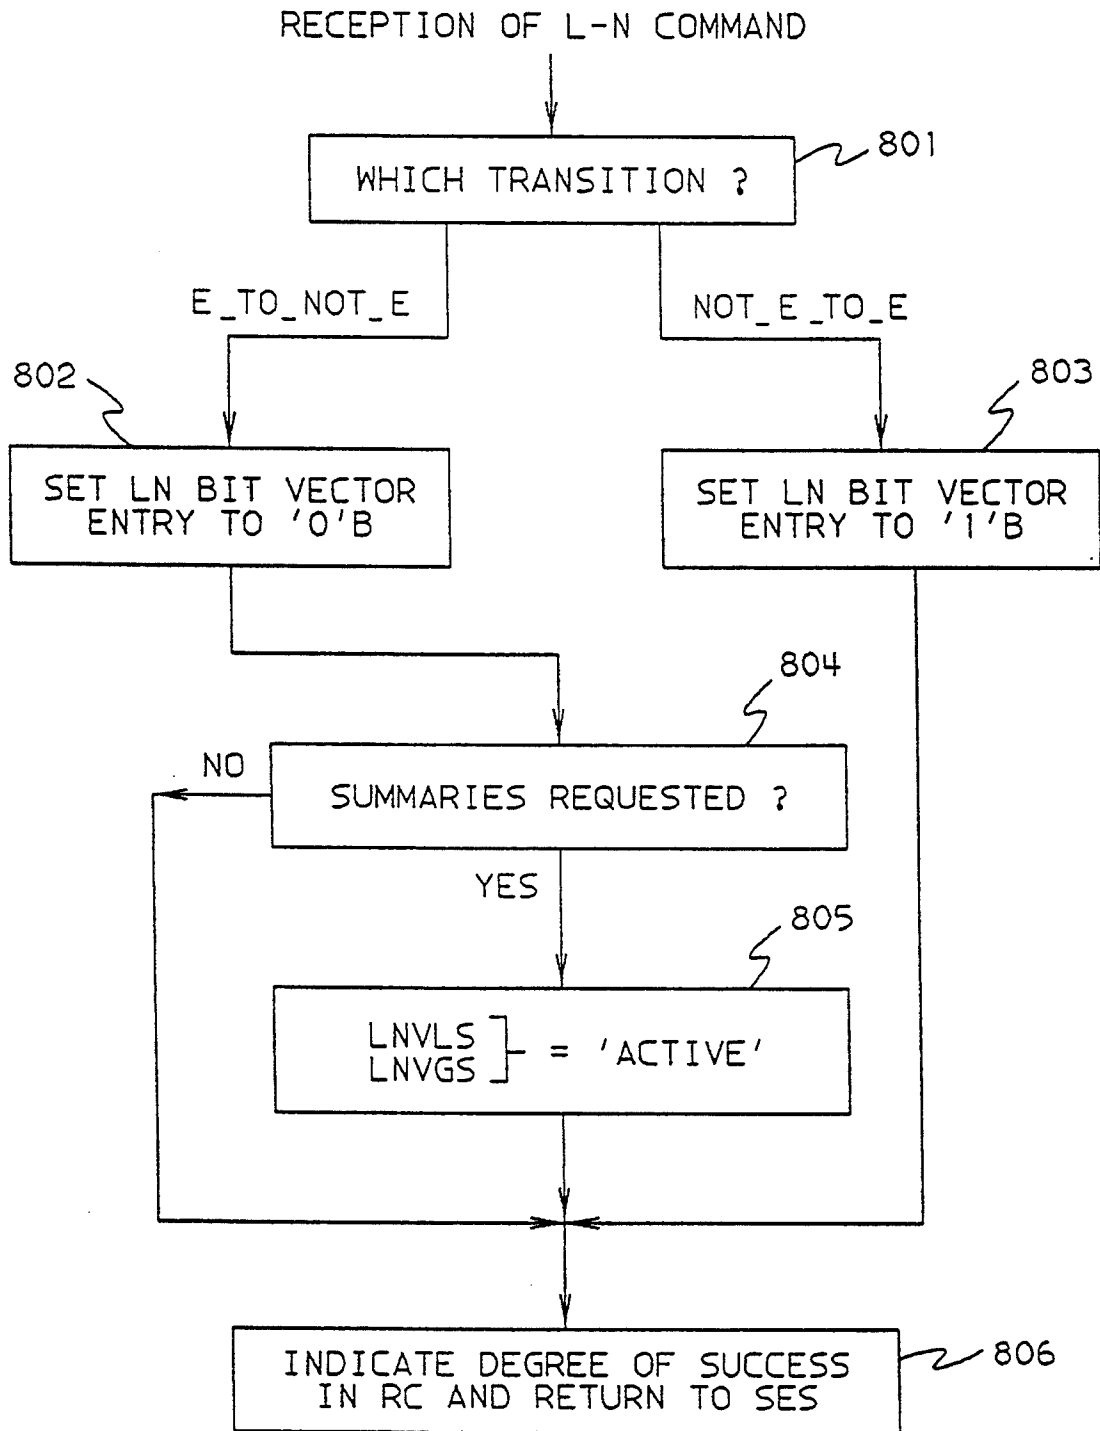 RECEPTION OF L-N COMMAND
801
WHICH TRANSITION ?
E_TO_NOT_E
NOT_E_TO_E
802
803
SET LN BIT VECTOR
ENTRY TO '0'B
SET LN BIT VECTOR
ENTRY TO '1'B
804
NO
SUMMARIES REQUESTED ?
YES
805
LNVLS
LNVGS
= 'ACTIVE'
806
INDICATE DEGREE OF SUCCESS
IN RC AND RETURN TO SES